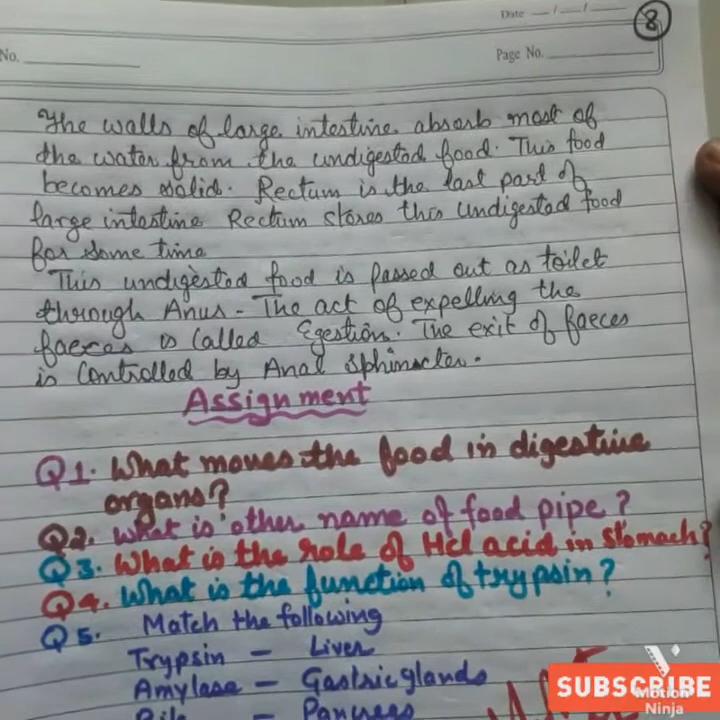 Date __/__/__
8
No.
Page No.
The walls of large intestine absorb most of
the water from the undigested food. This food
becomes solid. Rectum is the last part of
large intestine Rectum stores this undigested food
for some time
This undigested food is passed out as toilet
through Anus - The act of expelling the
faeces is called Egestion. The exit of faeces
is controlled by Anal sphinacter.
Assignment
Q1. What moves the food in digestive
organs?
Q2. What is other name of food pipe?
Q3. What is the role of Hcl acid in stomach?
Q4. What is the function of trypsin?
Q5. Match the following
Trypsin - Liver
Amylase - Gastric glands
Bile - Pancreas
SUBSCRIBE
Motion
Ninja